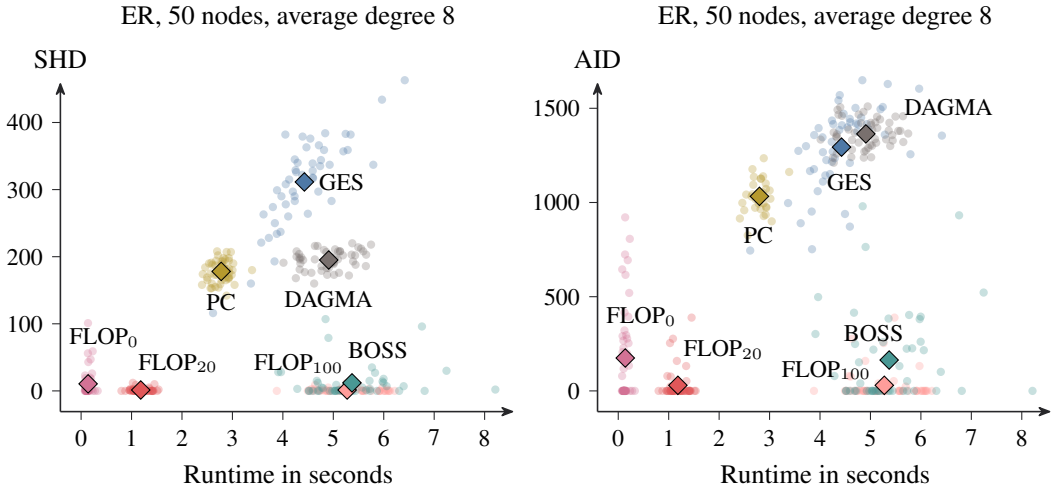 ER, 50 nodes, average degree 8
SHD
400
300
200
100
0
GES
PC
DAGMA
FLOP₀
FLOP₂₀
FLOP₁₀₀
BOSS
0 1 2 3 4 5 6 7 8
Runtime in seconds
ER, 50 nodes, average degree 8
AID
1500
1000
500
0
DAGMA
GES
PC
FLOP₀
FLOP₂₀
BOSS
FLOP₁₀₀
0 1 2 3 4 5 6 7 8
Runtime in seconds